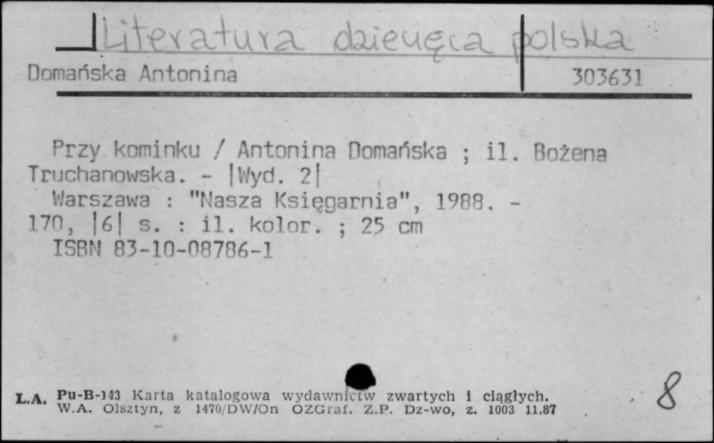 Literatura dziecięca polska
Domańska Antonina 303631
Przy kominku / Antonina Domańska ; il. Bożena
Truchanowska. - |Wyd. 2|
Warszawa : "Nasza Księgarnia", 1988. -
170, |6| s. : il. kolor. ; 25 cm
ISBN 83-10-08786-1
L.A. Pu-B-143 Karta katalogowa wydawnictw zwartych i ciągłych.
W.A. Olsztyn, z 1470/DW/On OZGraf. Z.P. Dz-wo, z. 1003 11.87
8